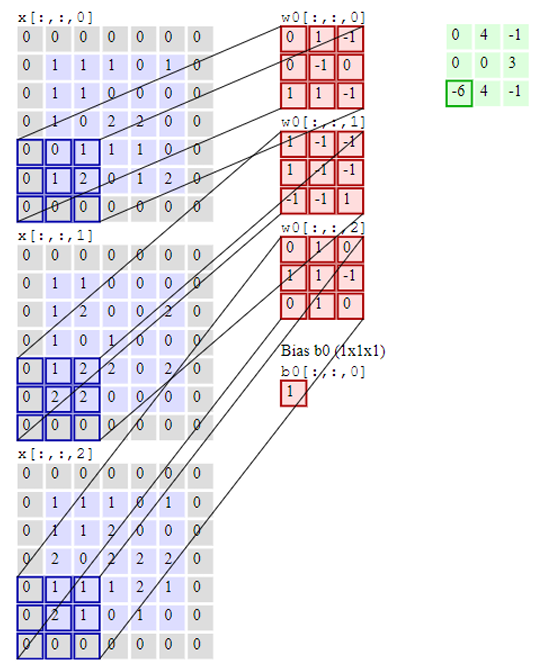 x[:,:,0]
0 0 0 0 0 0 0
0 1 1 1 0 1 0
0 1 1 0 0 0 0
0 1 0 2 2 0 0
0 0 1 1 1 0 0
0 1 2 0 1 2 0
0 0 0 0 0 0 0
x[:,:,1]
0 0 0 0 0 0 0
0 1 1 0 0 0 0
0 1 2 0 0 2 0
0 1 0 1 0 0 0
0 1 2 2 0 2 0
0 2 2 0 0 0 0
0 0 0 0 0 0 0
x[:,:,2]
0 0 0 0 0 0 0
0 1 1 1 0 1 0
0 1 1 2 0 0 0
0 2 0 2 2 2 0
0 1 1 1 2 1 0
0 2 1 0 1 0 0
0 0 0 0 0 0 0
w0[:,:,0]
0 1 -1
0 -1 0
1 1 -1
w0[:,:,1]
1 -1 -1
1 -1 -1
-1 -1 1
w0[:,:,2]
0 1 0
1 1 -1
0 1 0
Bias b0 (1x1x1)
b0[:,:,0]
1
0 4 -1
0 0 3
-6 4 -1